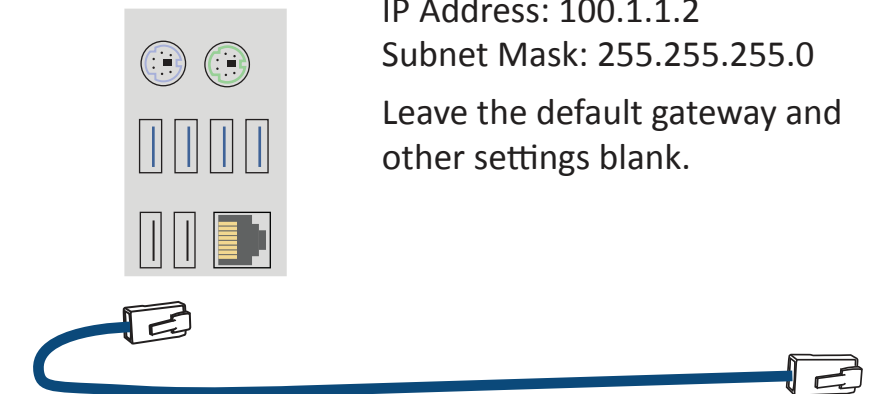 IP Address: 100.1.1.2
Subnet Mask: 255.255.255.0
Leave the default gateway and
other settings blank.